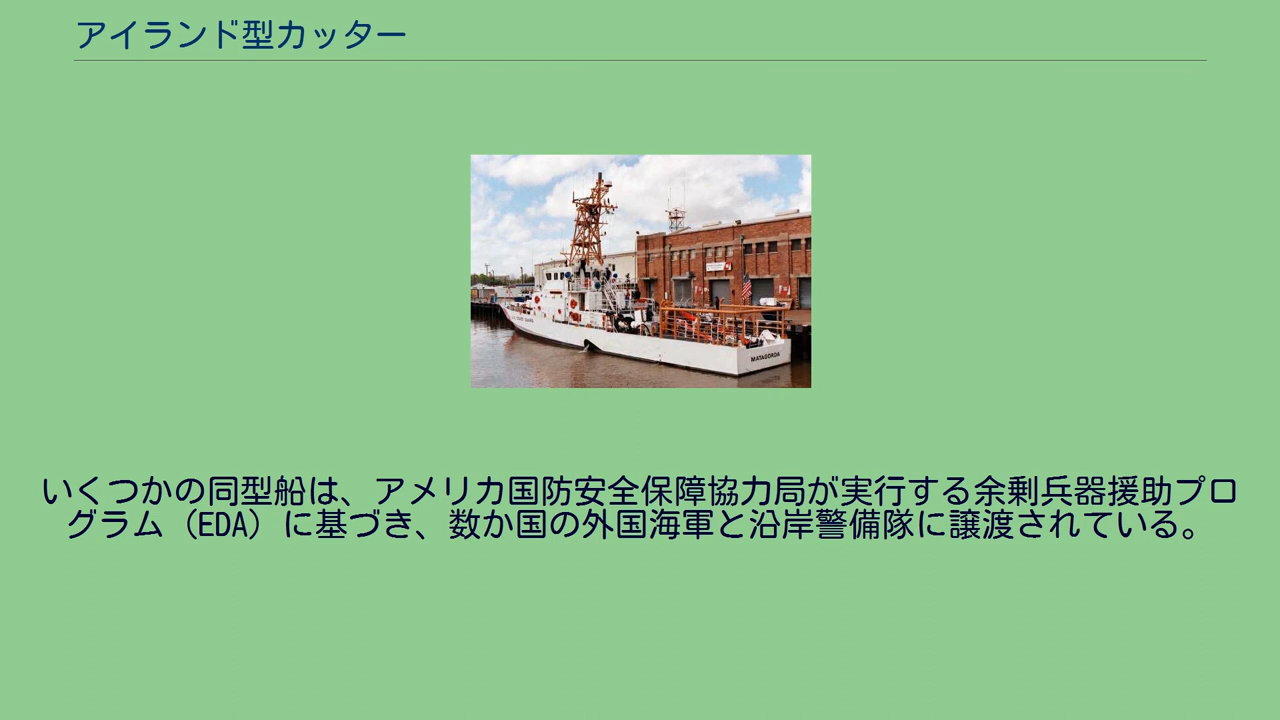 アイランド型カッター
MATAGORDA
いくつかの同型船は、アメリカ国防安全保障協力局が実行する余剰兵器援助プロ
グラム（EDA）に基づき、数か国の外国海軍と沿岸警備隊に譲渡されている。